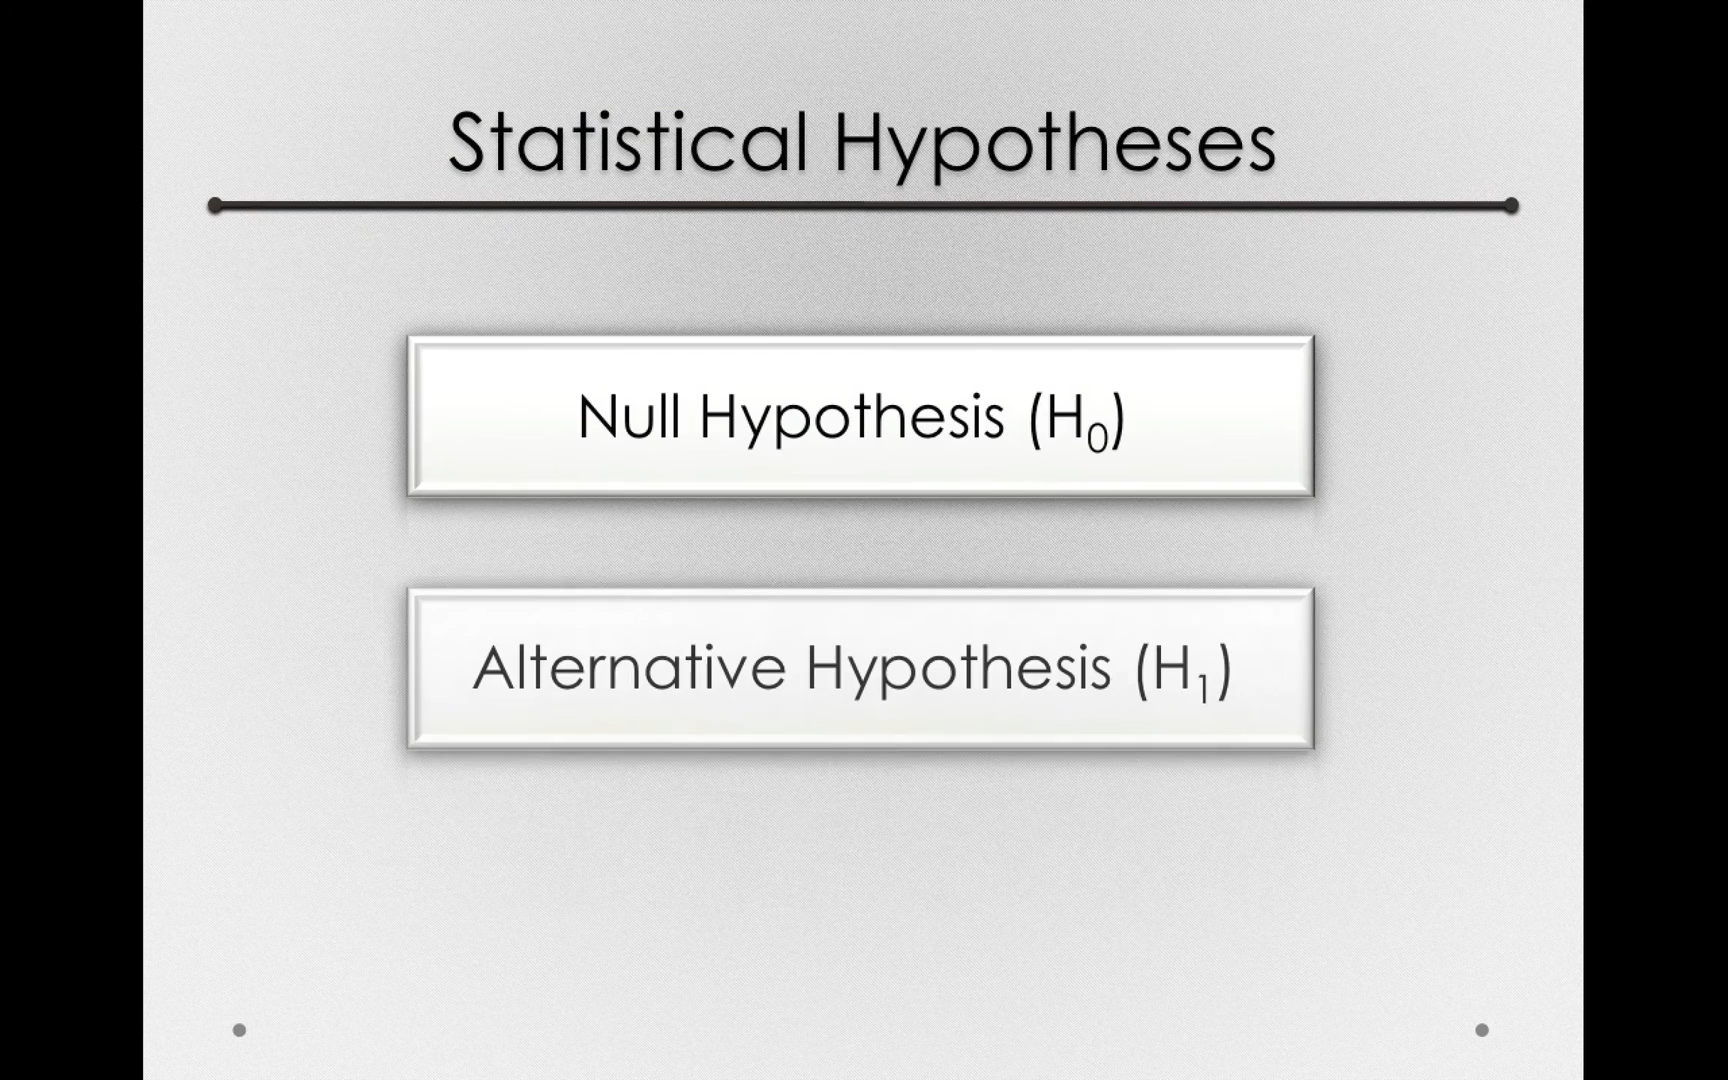 Statistical Hypotheses
Null Hypothesis (H₀)
Alternative Hypothesis (H₁)